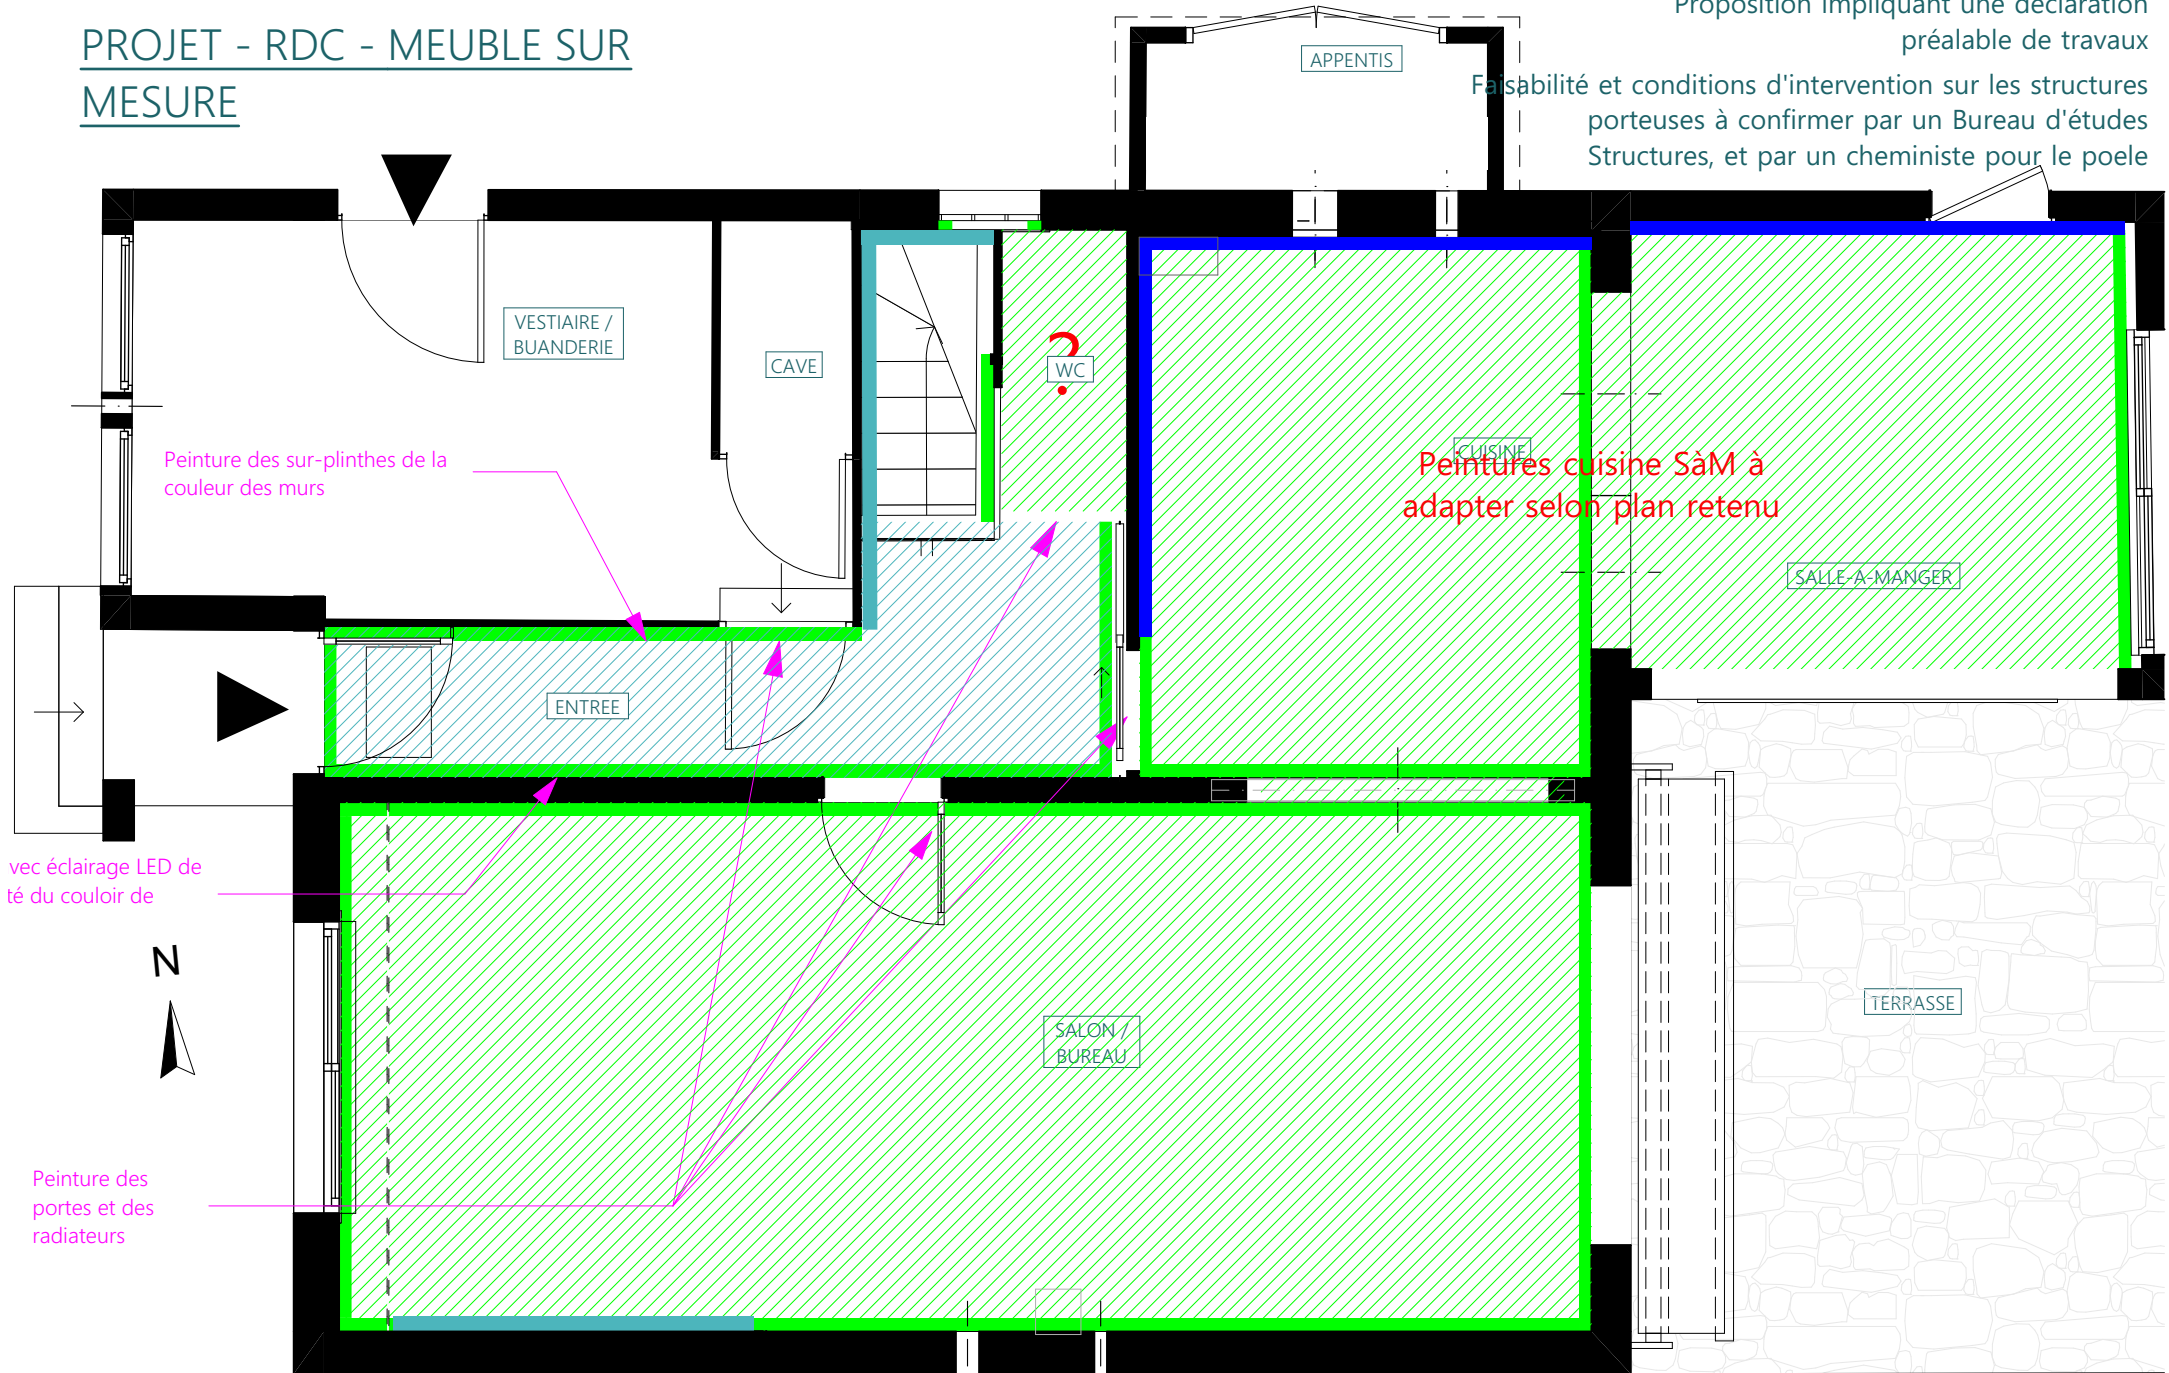 PROJET - RDC - MEUBLE SUR
MESURE
Proposition impliquant une déclaration
préalable de travaux
Faisabilité et conditions d'intervention sur les structures
porteuses à confirmer par un Bureau d'études
Structures, et par un cheministe pour le poele
APPENTIS
VESTIAIRE /
BUANDERIE
CAVE
?
WC
Peinture des sur-plinthes de la
couleur des murs
CUISINE
Peintures cuisine SàM à
adapter selon plan retenu
SALLE-A-MANGER
ENTREE
vec éclairage LED de
té du couloir de
N
SALON /
BUREAU
TERRASSE
Peinture des
portes et des
radiateurs